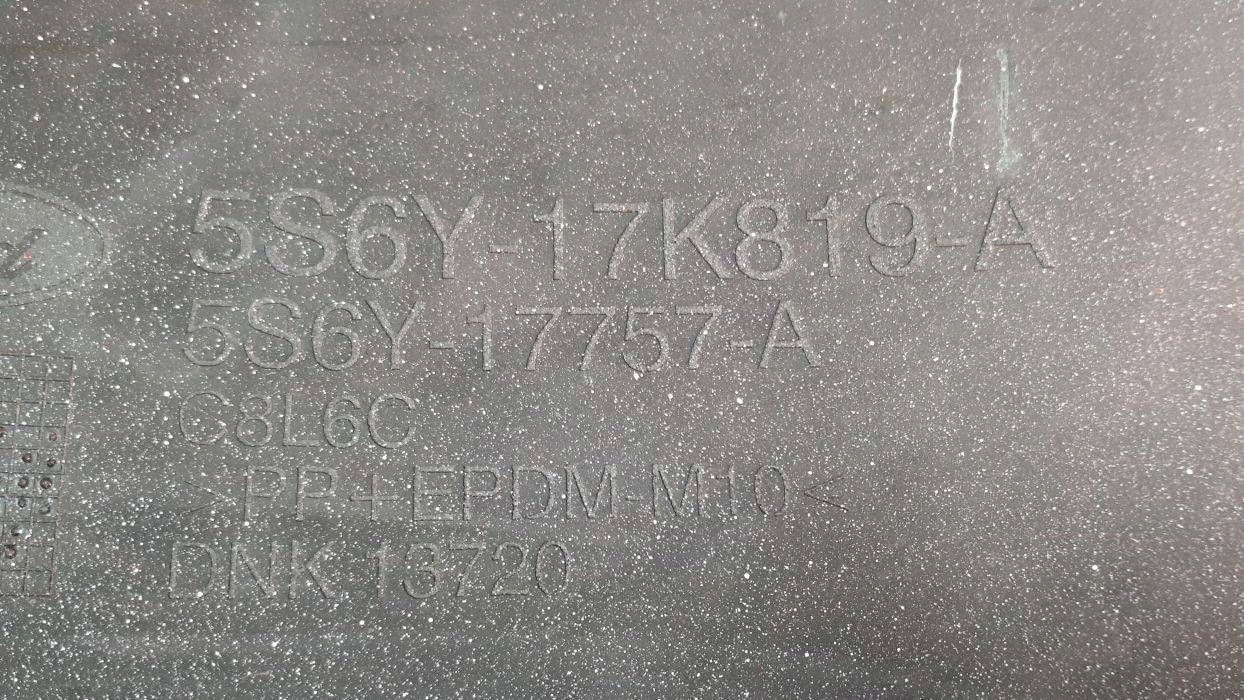 5S6Y-17K819-A
5S6Y-17757-A
C8L6C
>PP+EPDM-M10<
DNK 13720